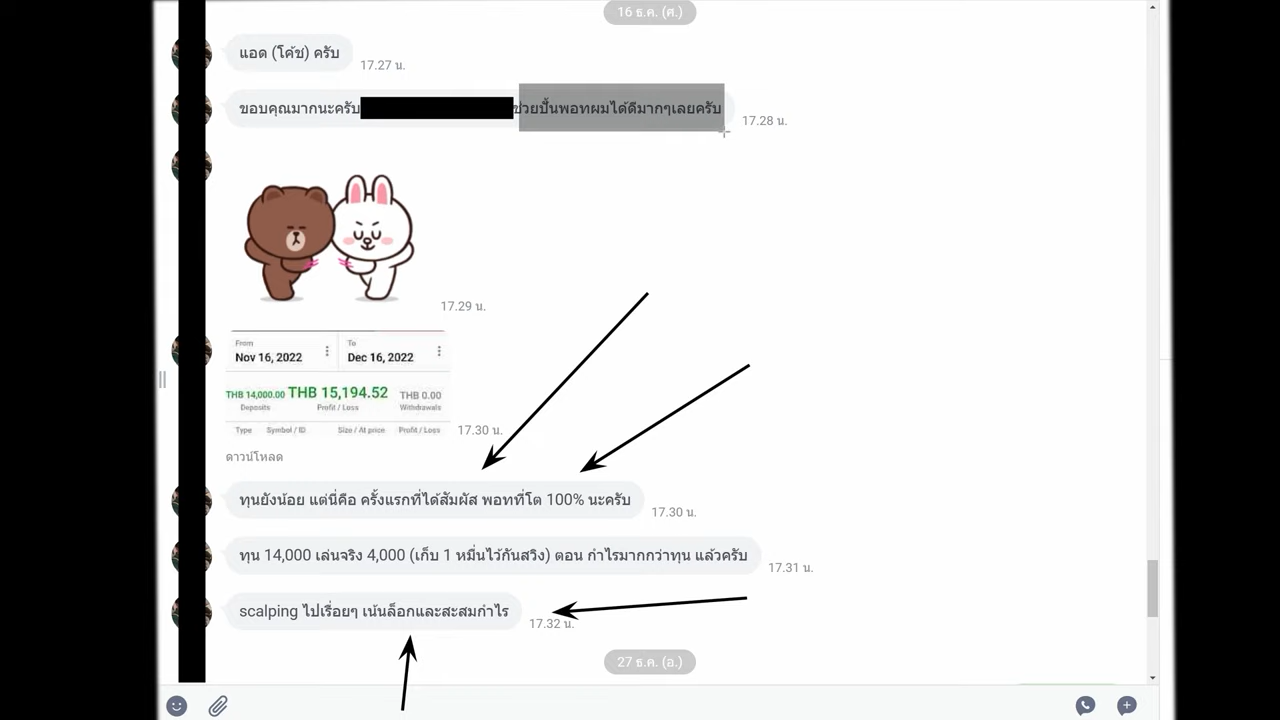 16 ธ.ค. (ศ.)
แอด (โค้ช) ครับ
17.27 น.
ขอบคุณมากนะครับ ช่วยปั้นพอทผมได้ดีมากๆเลยครับ
17.28 น.
17.29 น.
From To
Nov 16, 2022 Dec 16, 2022
THB 14,000.00 THB 15,194.52 THB 0.00
Deposits Profit / Loss Withdrawals
Type Symbol / ID Size / At price Profit / Loss
17.30 น.
ดาวน์โหลด
ทุนยังน้อย แต่นี่คือ ครั้งแรกที่ได้สัมผัส พอทที่โต 100% นะครับ
17.30 น.
ทุน 14,000 เล่นจริง 4,000 (เก็บ 1 หมื่นไว้กันสวิง) ตอน กำไรมากกว่าทุน แล้วครับ
17.31 น.
scalping ไปเรื่อยๆ เน้นล็อกและสะสมกำไร
17.32 น.
27 ธ.ค. (อ.)